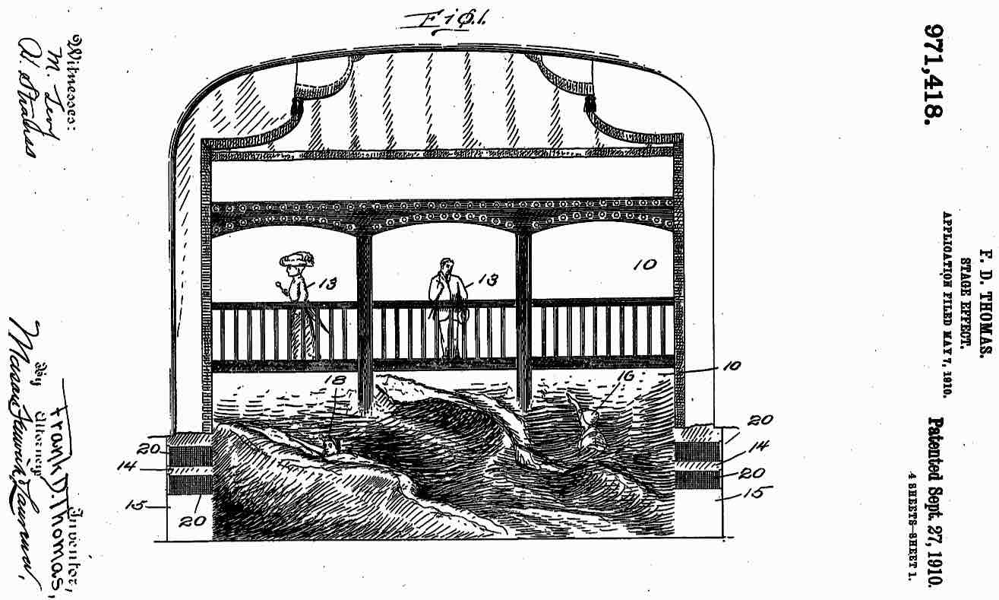 971,418.
F. D. THOMAS.
STAGE EFFECT.
APPLICATION FILED MAY 7, 1910.
Patented Sept. 27, 1910.
4 SHEETS—SHEET 1.
Fig. 1.
13
13
10
10
18
16
20
20
14
14
20
15
15
20
Witnesses:
M.
Inventor,
Frank D. Thomas,
By
Attorney